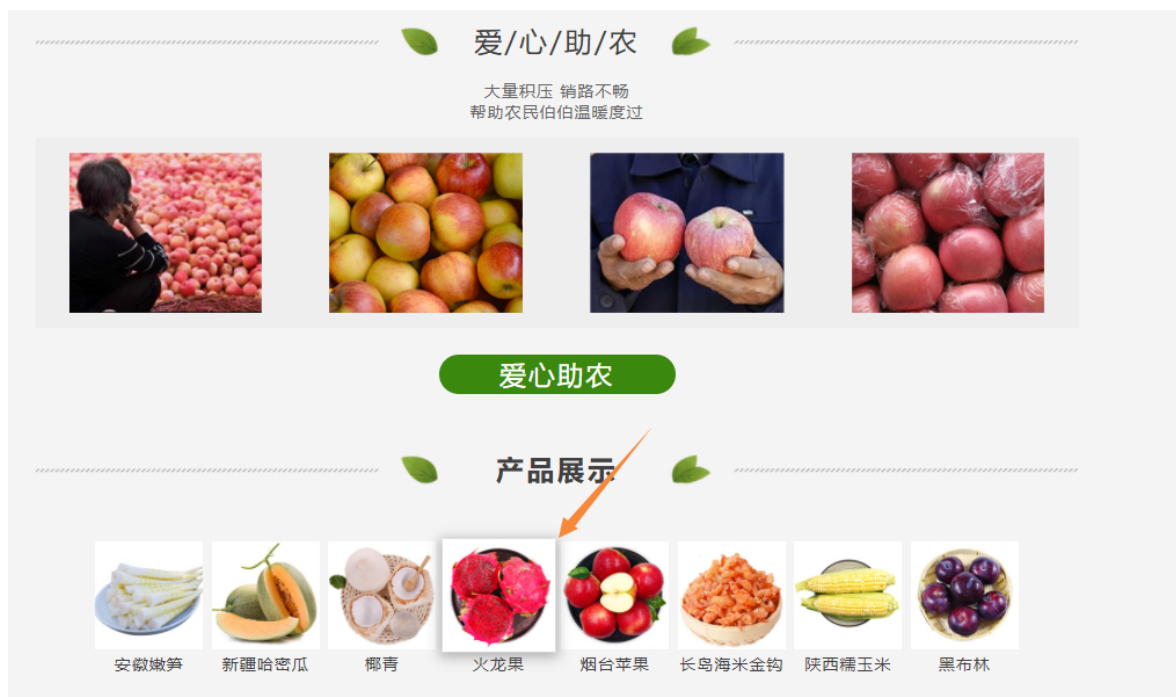 爱/心/助/农
大量积压 销路不畅
帮助农民伯伯温暖度过
爱心助农
产品展示
安徽嫩笋 新疆哈密瓜 椰青 火龙果 烟台苹果 长岛海米金钩 陕西糯玉米 黑布林